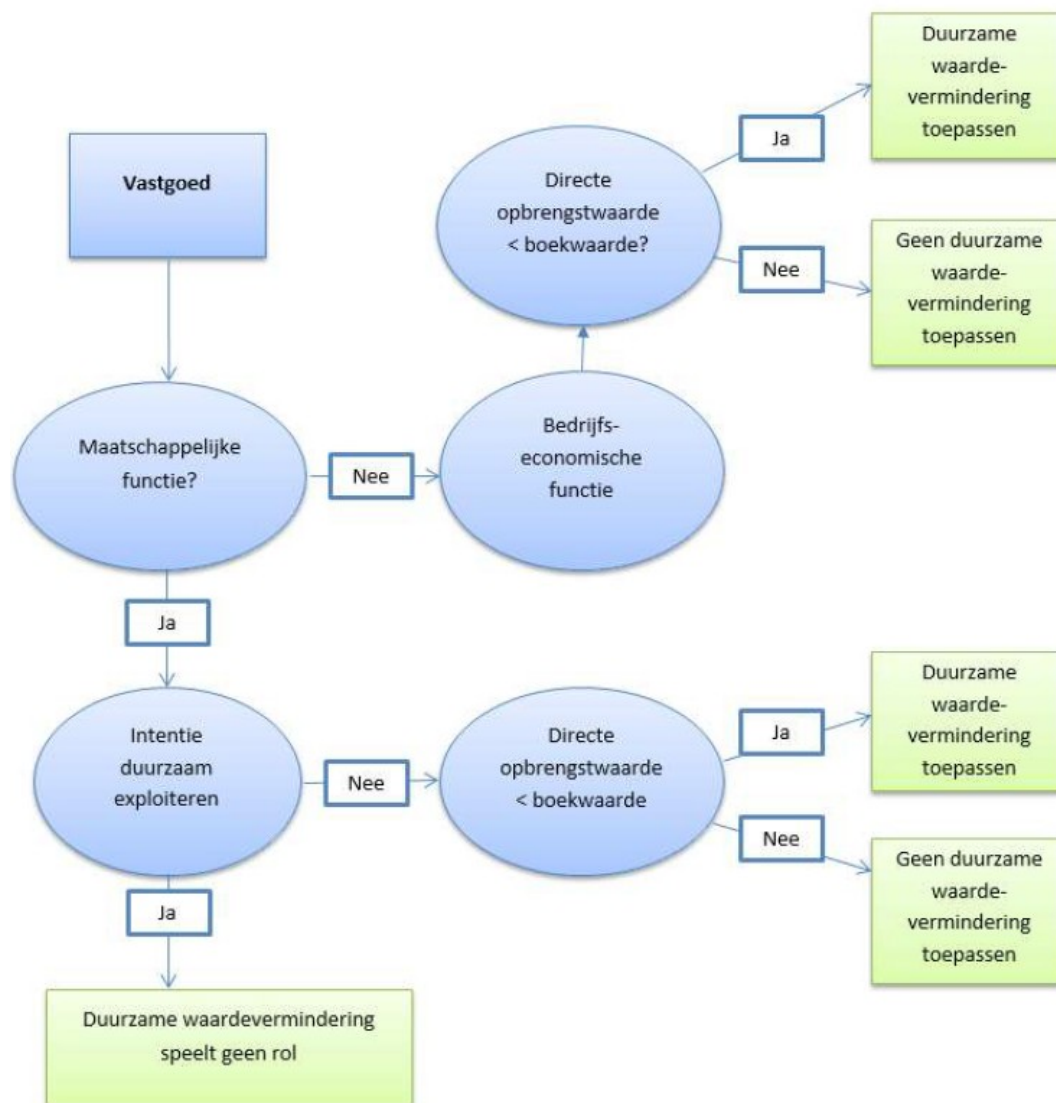 Vastgoed
Maatschappelijke
functie?
Nee
Bedrijfs-
economische
functie
Directe
opbrengstwaarde
< boekwaarde?
Ja
Duurzame
waarde-
vermindering
toepassen
Nee
Geen duurzame
waarde-
vermindering
toepassen
Ja
Intentie
duurzaam
exploiteren
Nee
Directe
opbrengstwaarde
< boekwaarde
Ja
Duurzame
waarde-
vermindering
toepassen
Nee
Geen duurzame
waarde-
vermindering
toepassen
Ja
Duurzame waardevermindering
speelt geen rol